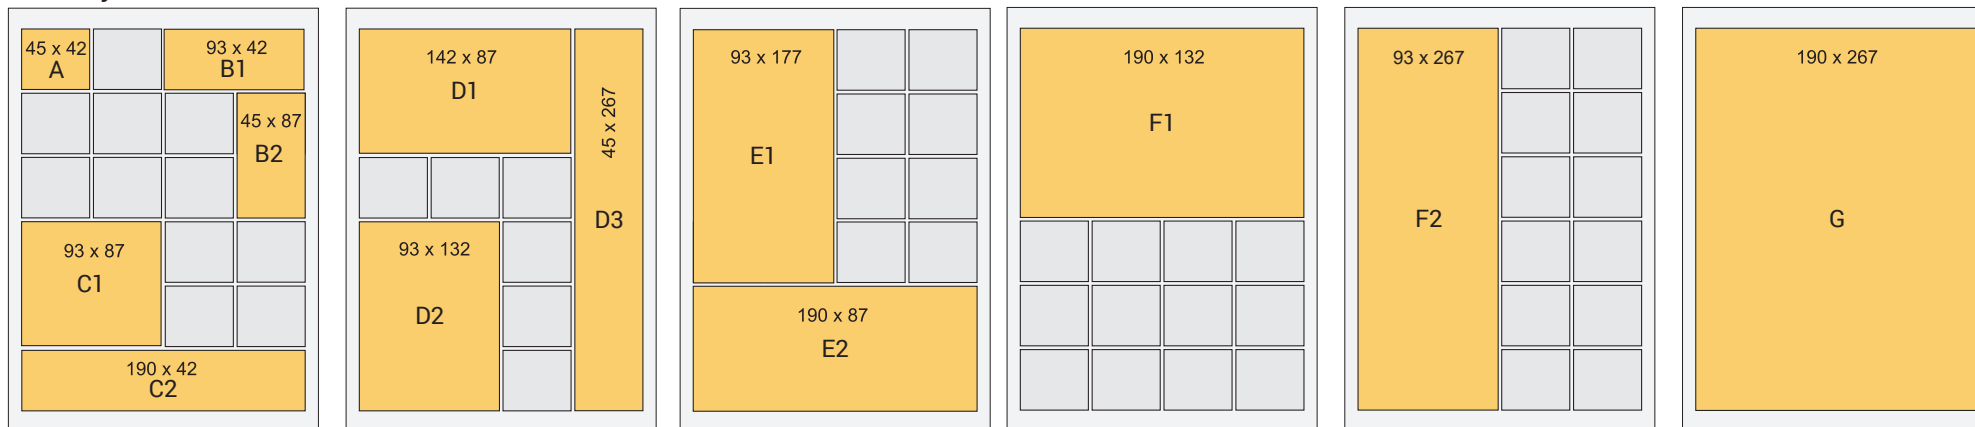 45 x 42
A
93 x 42
B1
45 x 87
B2
93 x 87
C1
190 x 42
C2
142 x 87
D1
45 x 267
D3
93 x 132
D2
93 x 177
E1
190 x 87
E2
190 x 132
F1
93 x 267
F2
190 x 267
G